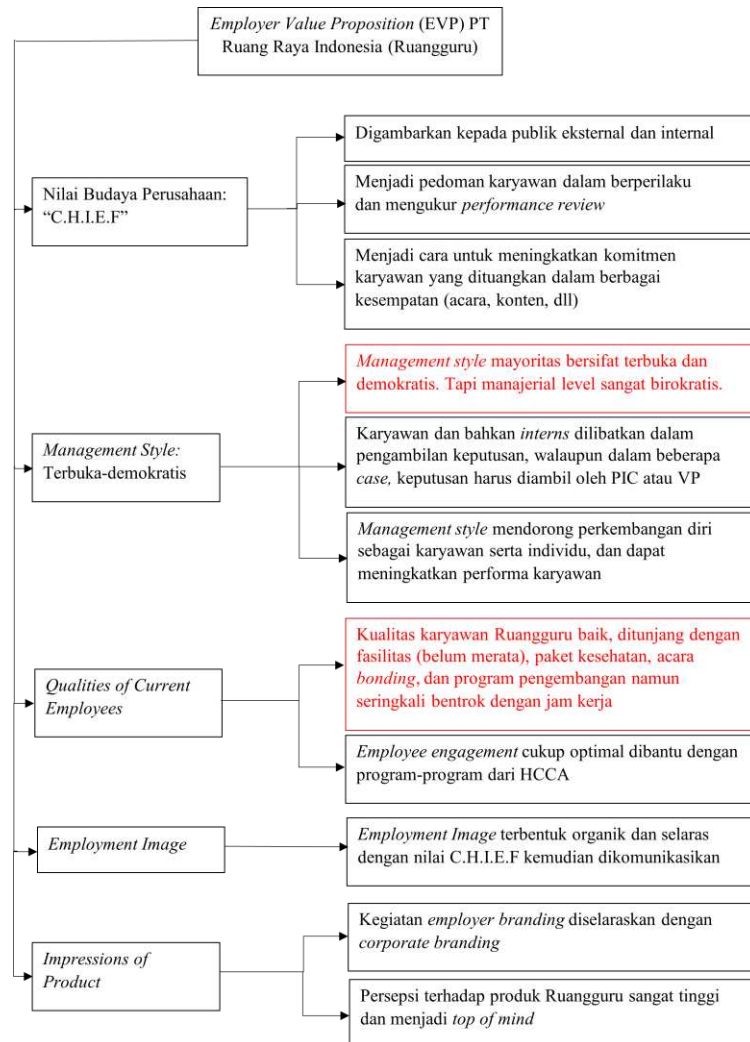 Employer Value Proposition (EVP) PT
Ruang Raya Indonesia (Ruangguru)
Nilai Budaya Perusahaan:
“C.H.I.E.F”
Digambarkan kepada publik eksternal dan internal
Menjadi pedoman karyawan dalam berperilaku
dan mengukur performance review
Menjadi cara untuk meningkatkan komitmen
karyawan yang dituangkan dalam berbagai
kesempatan (acara, konten, dll)
Management Style:
Terbuka-demokratis
Management style mayoritas bersifat terbuka dan
demokratis. Tapi manajerial level sangat birokratis.
Karyawan dan bahkan interns dilibatkan dalam
pengambilan keputusan, walaupun dalam beberapa
case, keputusan harus diambil oleh PIC atau VP
Management style mendorong perkembangan diri
sebagai karyawan serta individu, dan dapat
meningkatkan performa karyawan
Qualities of Current
Employees
Kualitas karyawan Ruangguru baik, ditunjang dengan
fasilitas (belum merata), paket kesehatan, acara
bonding, dan program pengembangan namun
seringkali bentrok dengan jam kerja
Employee engagement cukup optimal dibantu dengan
program-program dari HCCA
Employment Image
Employment Image terbentuk organik dan selaras
dengan nilai C.H.I.E.F kemudian dikomunikasikan
Impressions of
Product
Kegiatan employer branding diselaraskan dengan
corporate branding
Persepsi terhadap produk Ruangguru sangat tinggi
dan menjadi top of mind